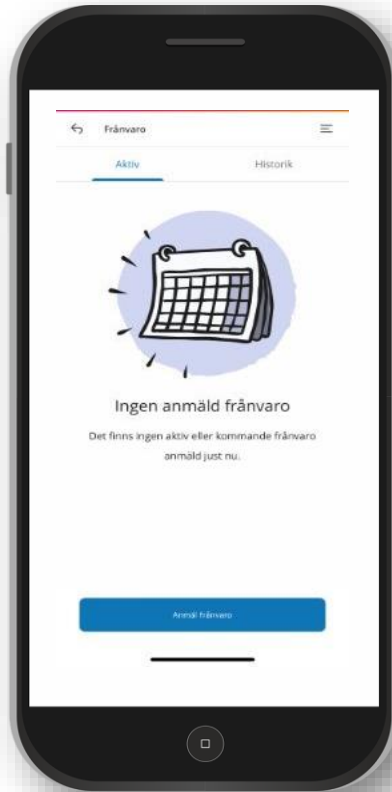 Frånvaro
Aktiv Historik
Ingen anmäld frånvaro
Det finns ingen aktiv eller kommande frånvaro
anmäld just nu.
Anmäl frånvaro